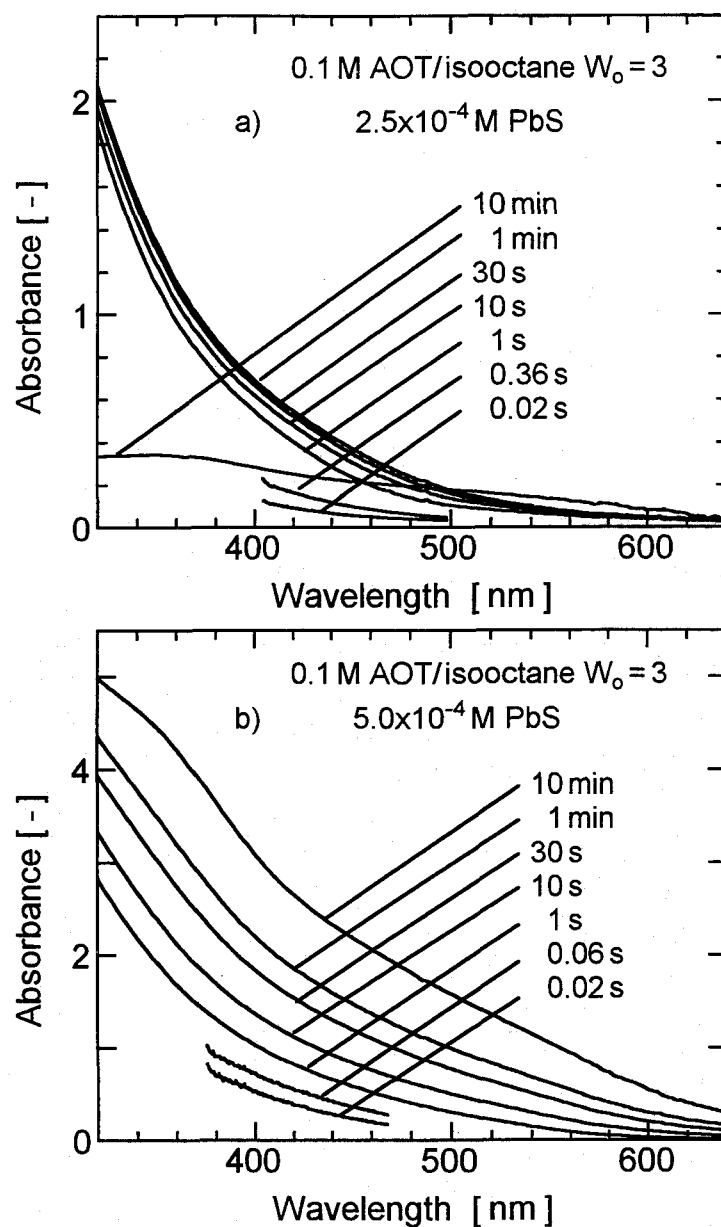 0.1 M AOT/isooctane Wₒ = 3
a) 2.5x10⁻⁴ M PbS
10 min
1 min
30 s
10 s
1 s
0.36 s
0.02 s
2
1
0
Absorbance [ - ]
400 500 600
Wavelength [ nm ]
0.1 M AOT/isooctane Wₒ = 3
b) 5.0x10⁻⁴ M PbS
10 min
1 min
30 s
10 s
1 s
0.06 s
0.02 s
4
2
0
Absorbance [ - ]
400 500 600
Wavelength [ nm ]